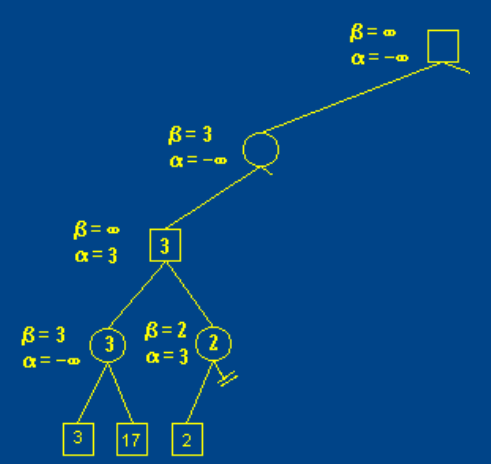 β = ∞
α = -∞
β = 3
α = -∞
β = ∞
α = 3
3
β = 3
α = -∞
3
β = 2
α = 3
2
3
17
2